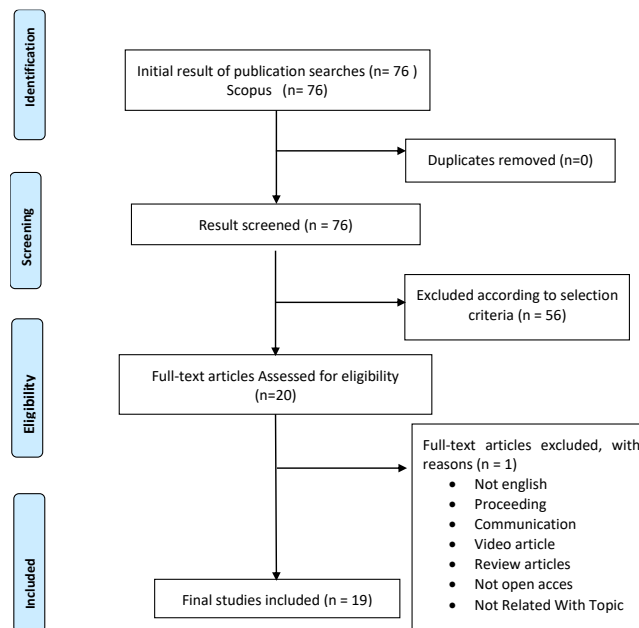 Identification
Initial result of publication searches (n= 76 )
Scopus (n= 76)
Duplicates removed (n=0)
Screening
Result screened (n = 76)
Excluded according to selection
criteria (n = 56)
Eligibility
Full-text articles Assessed for eligibility
(n=20)
Full-text articles excluded, with
reasons (n = 1)
• Not english
• Proceeding
• Communication
• Video article
• Review articles
• Not open acces
• Not Related With Topic
Included
Final studies included (n = 19)